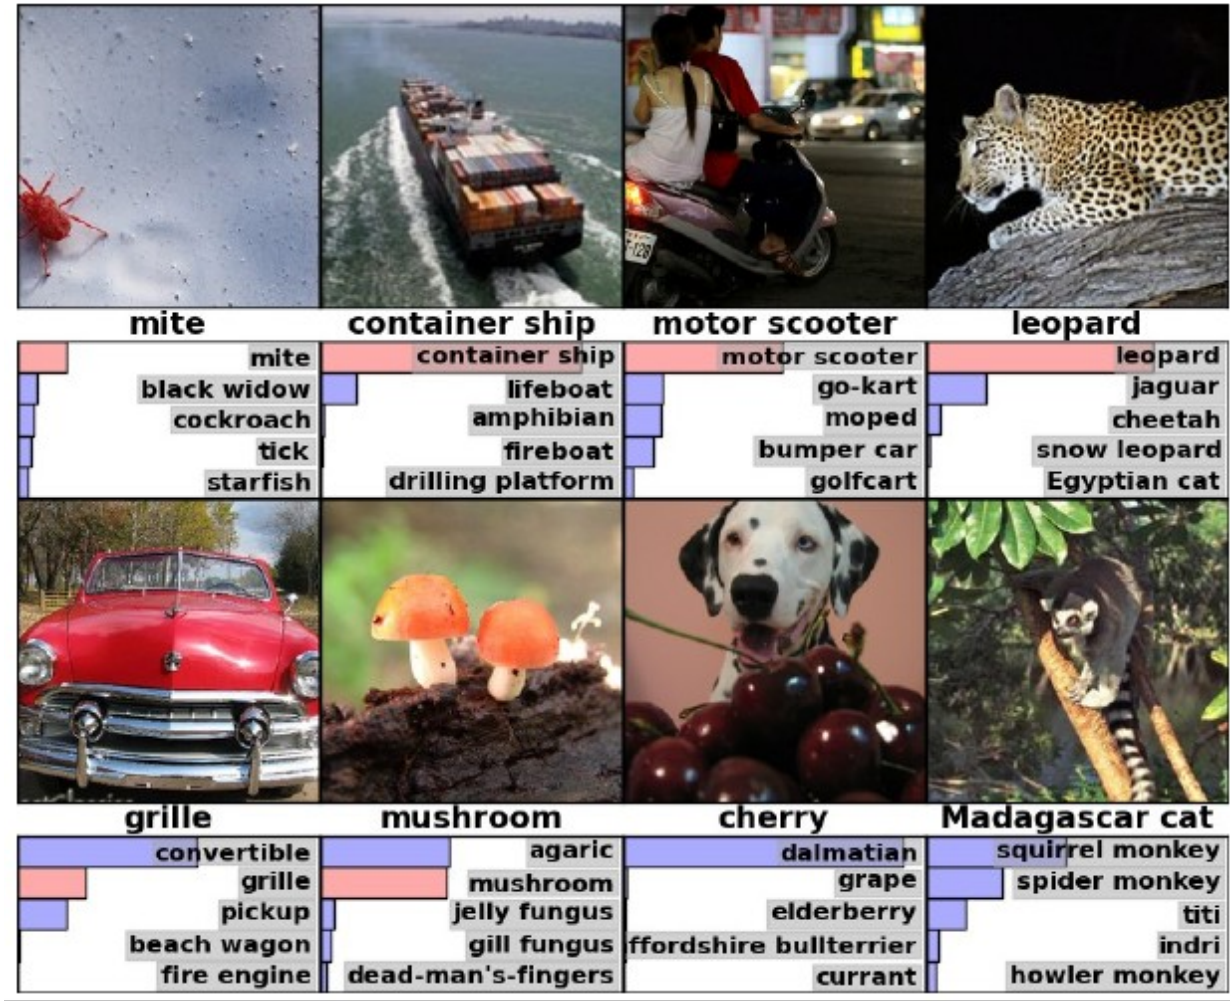 mite
container ship
motor scooter
leopard
mite
black widow
cockroach
tick
starfish
container ship
lifeboat
amphibian
fireboat
drilling platform
motor scooter
go-kart
moped
bumper car
golfcart
leopard
jaguar
cheetah
snow leopard
Egyptian cat
grille
mushroom
cherry
Madagascar cat
convertible
grille
pickup
beach wagon
fire engine
agaric
mushroom
jelly fungus
gill fungus
dead-man's-fingers
dalmatian
grape
elderberry
ffordshire bullterrier
currant
squirrel monkey
spider monkey
titi
indri
howler monkey